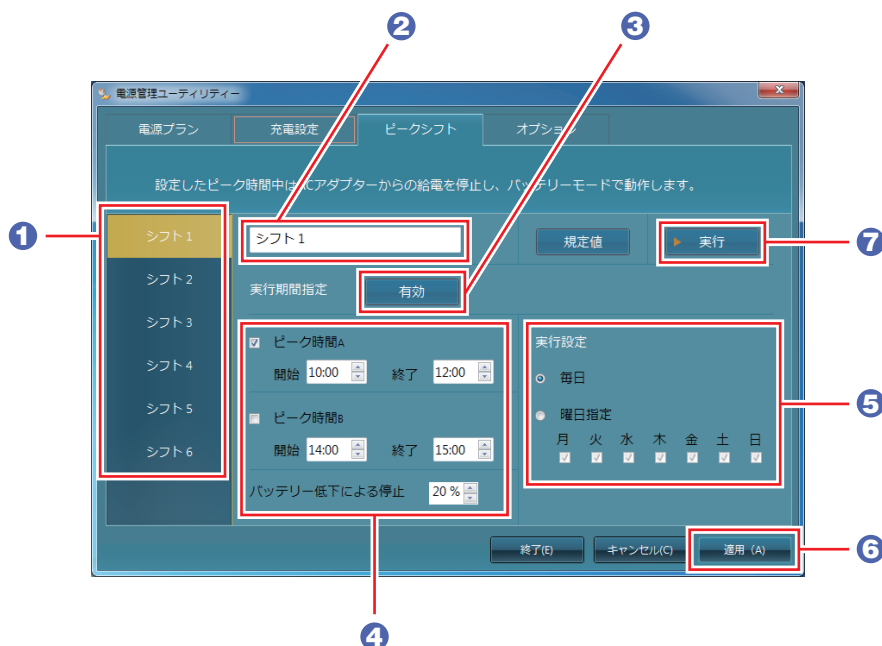 ❷ ❸
電源管理ユーティリティー
電源プラン 充電設定 ピークシフト オプション
設定したピーク時間中はACアダプターからの給電を停止し、バッテリーモードで動作します。
❶ シフト1 シフト1 規定値 実行 ❼
シフト2 実行期間指定 有効
シフト3 ピーク時間A 実行設定
シフト4 開始 10:00 終了 12:00 毎日
シフト5 ピーク時間B 曜日指定 ❺
月 火 水 木 金 土 日
シフト6 開始 14:00 終了 15:00
バッテリー低下による停止 20 %
終了(E) キャンセル(C) 適用(A) ❻
❹